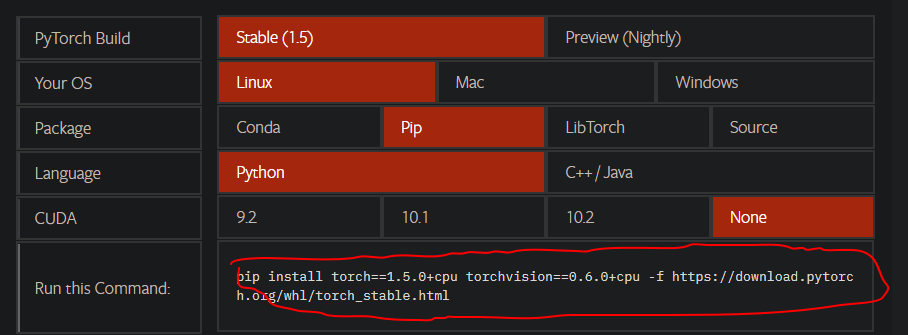 PyTorch Build Stable (1.5) Preview (Nightly)
Your OS Linux Mac Windows
Package Conda Pip LibTorch Source
Language Python C++ / Java
CUDA 9.2 10.1 10.2 None
Run this Command:
pip install torch==1.5.0+cpu torchvision==0.6.0+cpu -f https://download.pytorc
h.org/whl/torch_stable.html